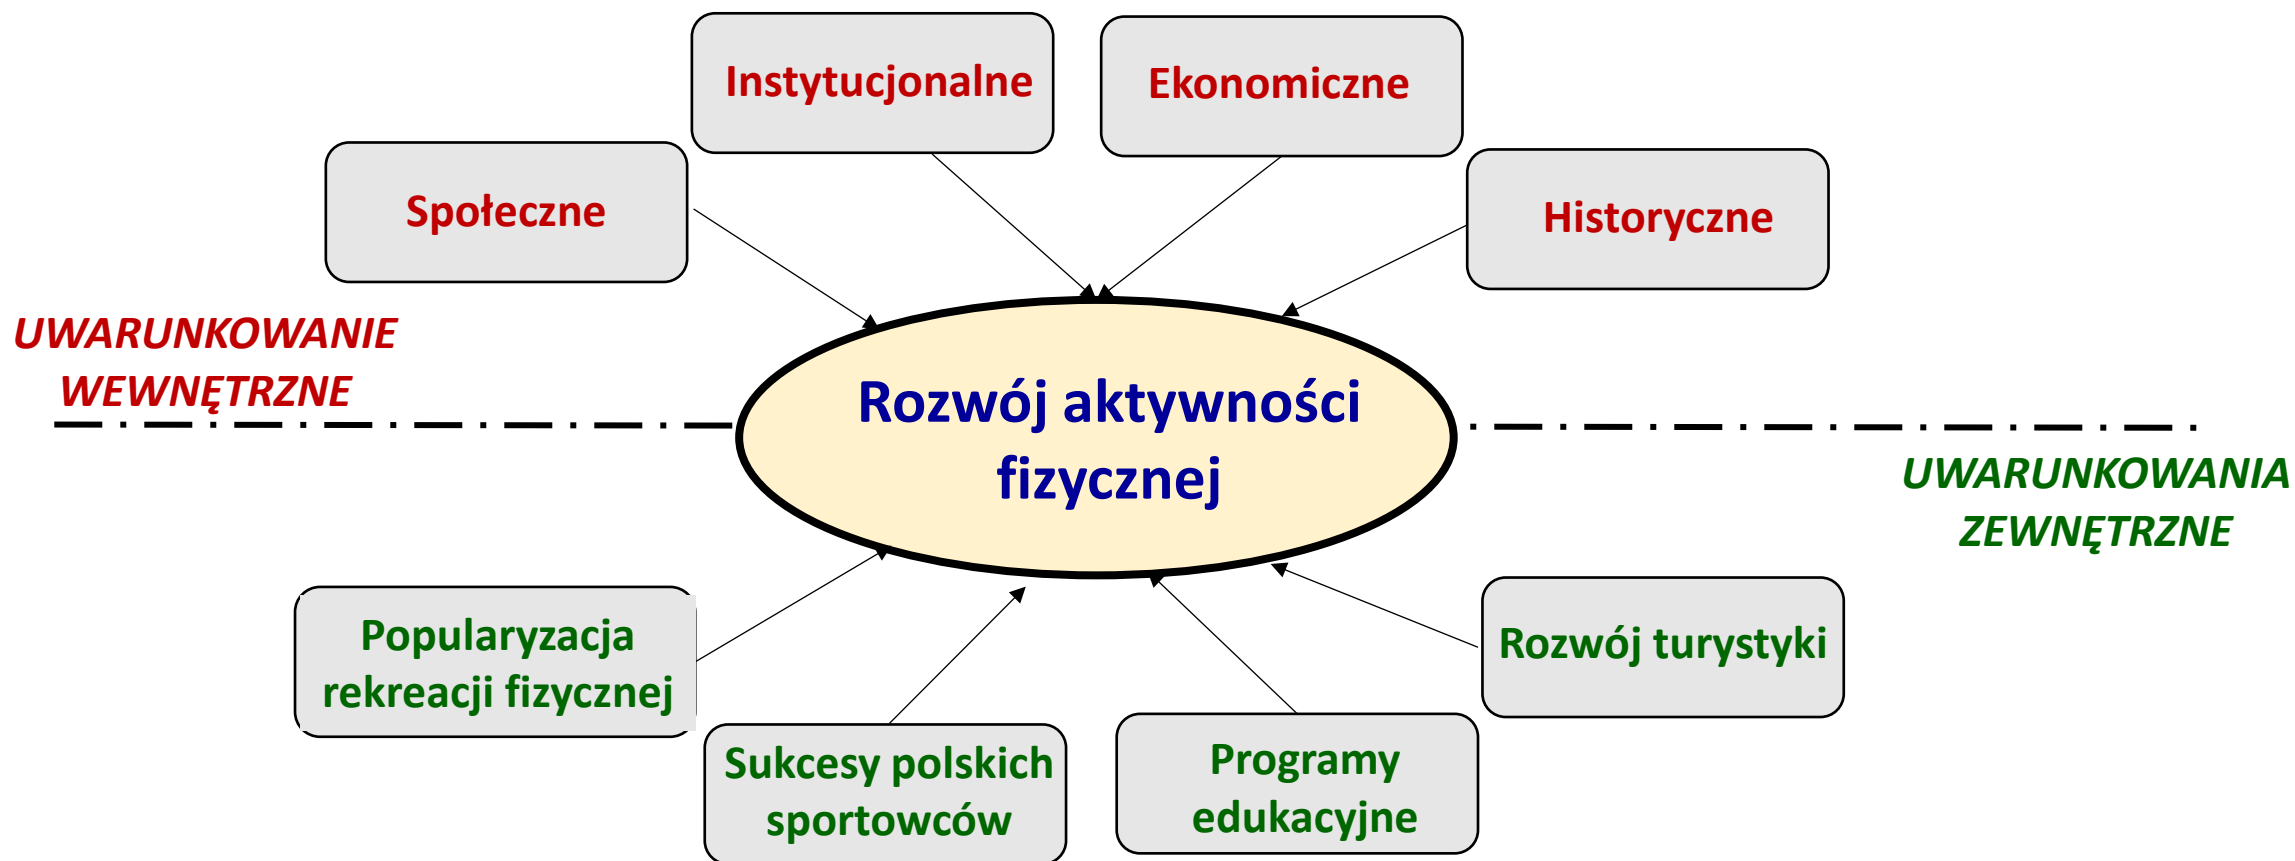 Instytucjonalne
Ekonomiczne
Społeczne
Historyczne
UWARUNKOWANIE
WEWNĘTRZNE
Rozwój aktywności
fizycznej
UWARUNKOWANIA
ZEWNĘTRZNE
Popularyzacja
rekreacji fizycznej
Sukcesy polskich
sportowców
Programy
edukacyjne
Rozwój turystyki